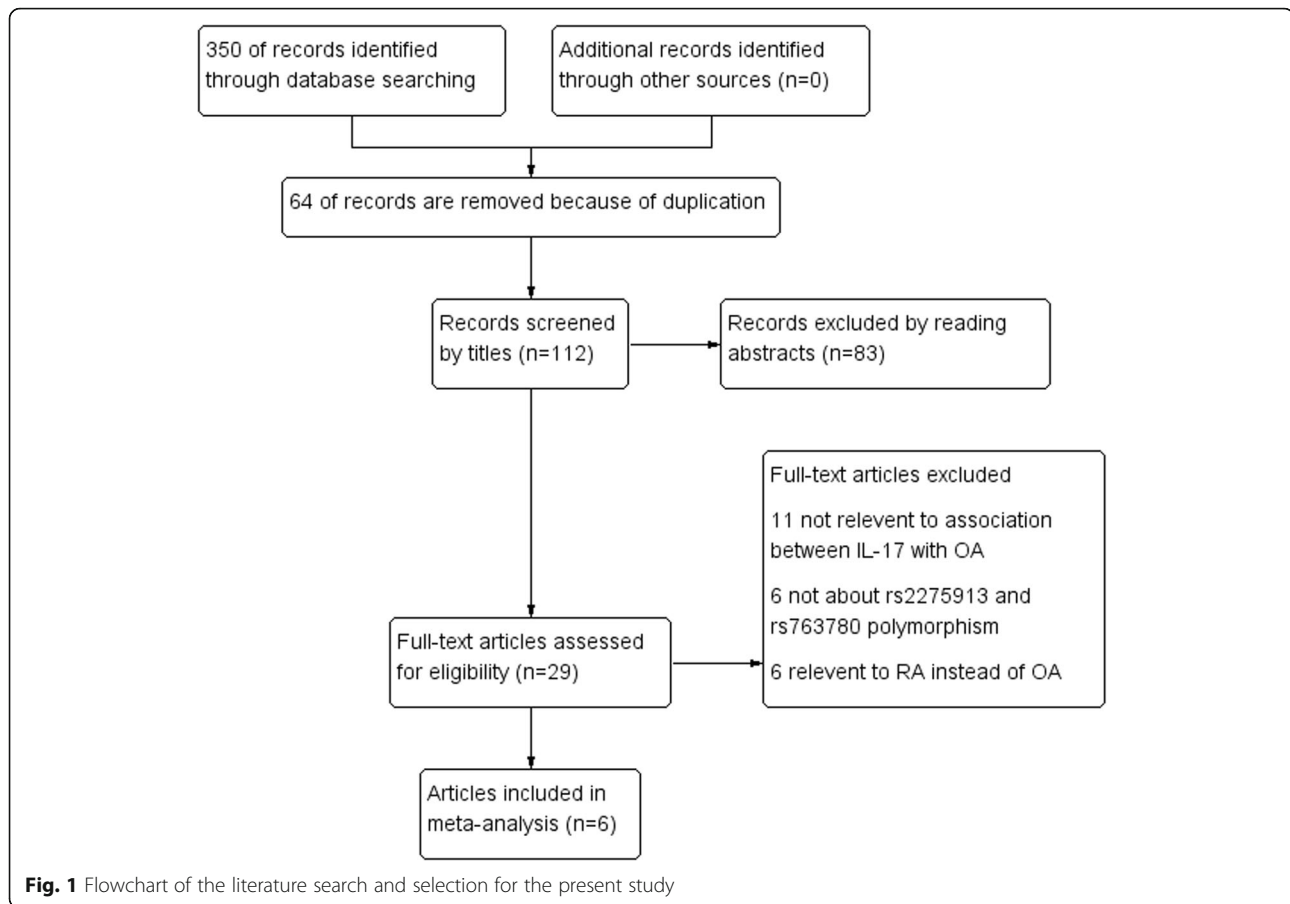 350 of records identified
through database searching
Additional records identified
through other sources (n=0)
64 of records are removed because of duplication
Records screened
by titles (n=112)
Records excluded by reading
abstracts (n=83)
Full-text articles excluded
11 not relevent to association
between IL-17 with OA
6 not about rs2275913 and
rs763780 polymorphism
6 relevent to RA instead of OA
Full-text articles assessed
for eligibility (n=29)
Articles included in
meta-analysis (n=6)
Fig. 1 Flowchart of the literature search and selection for the present study